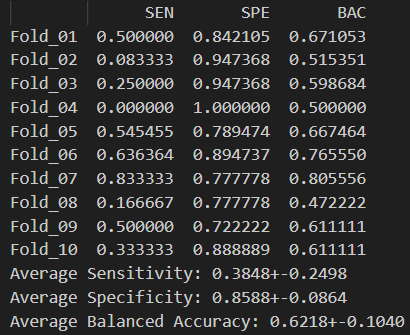 SEN SPE BAC
Fold_01 0.500000 0.842105 0.671053
Fold_02 0.083333 0.947368 0.515351
Fold_03 0.250000 0.947368 0.598684
Fold_04 0.000000 1.000000 0.500000
Fold_05 0.545455 0.789474 0.667464
Fold_06 0.636364 0.894737 0.765550
Fold_07 0.833333 0.777778 0.805556
Fold_08 0.166667 0.777778 0.472222
Fold_09 0.500000 0.722222 0.611111
Fold_10 0.333333 0.888889 0.611111
Average Sensitivity: 0.3848+-0.2498
Average Specificity: 0.8588+-0.0864
Average Balanced Accuracy: 0.6218+-0.1040